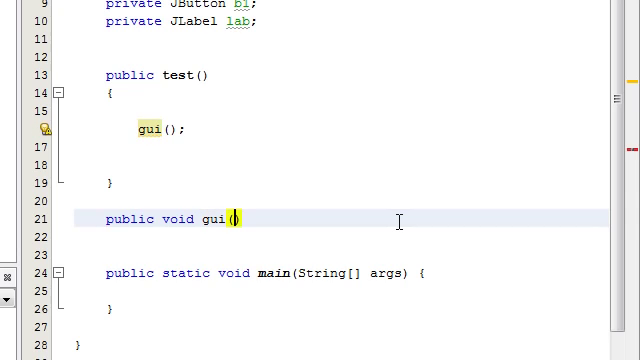 9 private JButton b1;
10 private JLabel lab;
11
12
13 public test()
14 {
15
gui();
17
18
19 }
20
21 public void gui()
22
23
24 public static void main(String[] args) {
25
26 }
27
28 }